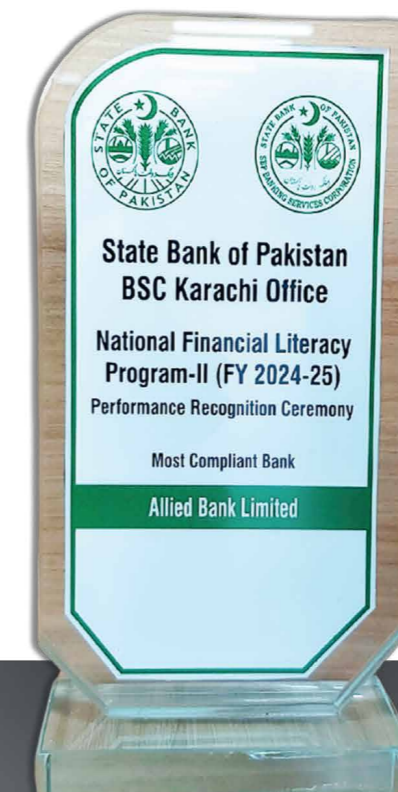 STATE BANK OF PAKISTAN
STATE BANK OF PAKISTAN
SBP BANKING SERVICES CORPORATION
State Bank of Pakistan
BSC Karachi Office
National Financial Literacy
Program-II (FY 2024-25)
Performance Recognition Ceremony
Most Compliant Bank
Allied Bank Limited